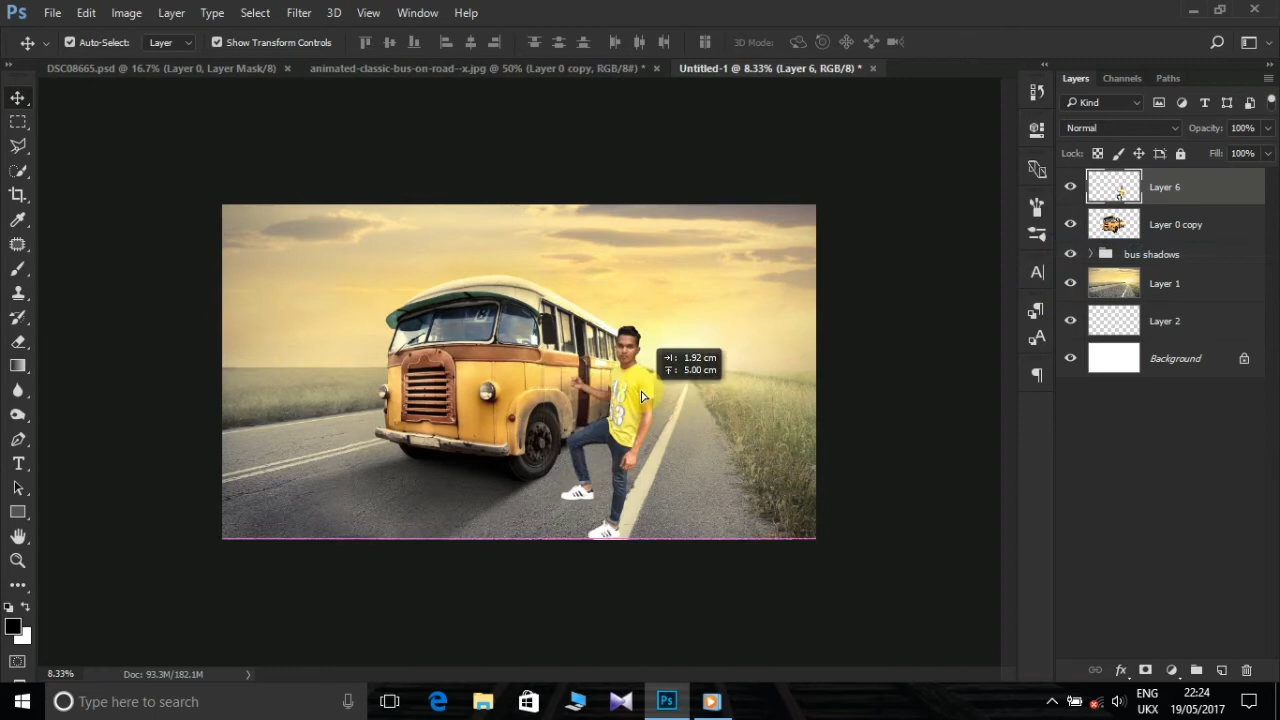 Ps File Edit Image Layer Type Select Filter 3D View Window Help
Auto-Select: Layer Show Transform Controls 3D Mode:
DSC08665.psd @ 16.7% (Layer 0, Layer Mask/8) × animated-classic-bus-on-road--x.jpg @ 50% (Layer 0 copy, RGB/8#) * × Untitled-1 @ 8.33% (Layer 6, RGB/8) * ×
Layers Channels Paths
Kind
Normal Opacity: 100%
Lock: Fill: 100%
Layer 6
Layer 0 copy
bus shadows
Layer 1
Layer 2
Background
1.92 cm
5.00 cm
8.33% Doc: 93.3M/182.1M
Type here to search
ENG
UKX
22:24
19/05/2017